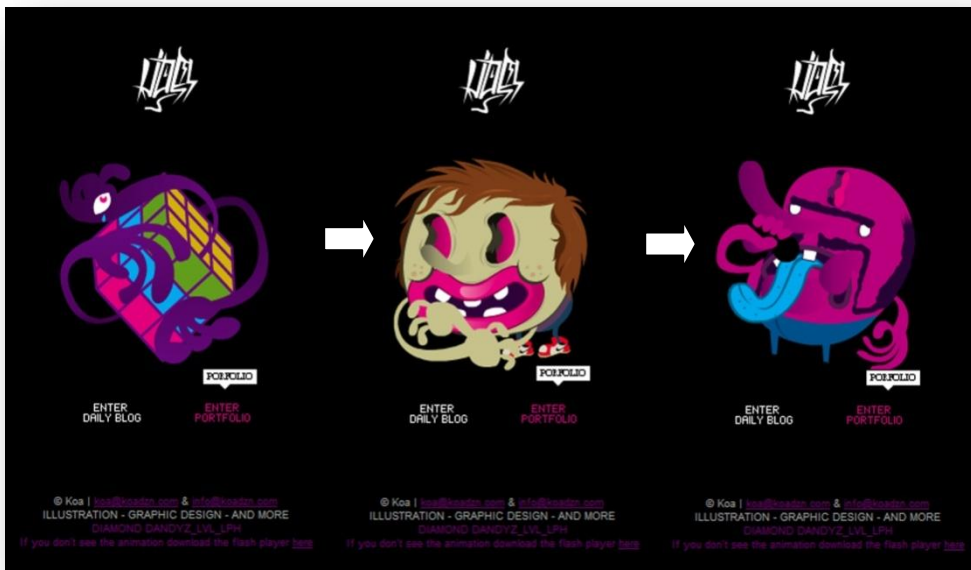 PORFOLIO
ENTER
DAILY BLOG
ENTER
PORTFOLIO
© Koa | koa@koadzn.com & info@koadzn.com
ILLUSTRATION - GRAPHIC DESIGN - AND MORE
DIAMOND DANDYZ_LVL_LPH
If you don't see the animation download the flash player here
PORFOLIO
ENTER
DAILY BLOG
ENTER
PORTFOLIO
© Koa | koa@koadzn.com & info@koadzn.com
ILLUSTRATION - GRAPHIC DESIGN - AND MORE
DIAMOND DANDYZ_LVL_LPH
If you don't see the animation download the flash player here
PORFOLIO
ENTER
DAILY BLOG
ENTER
PORTFOLIO
© Koa | koa@koadzn.com & info@koadzn.com
ILLUSTRATION - GRAPHIC DESIGN - AND MORE
DIAMOND DANDYZ_LVL_LPH
If you don't see the animation download the flash player here